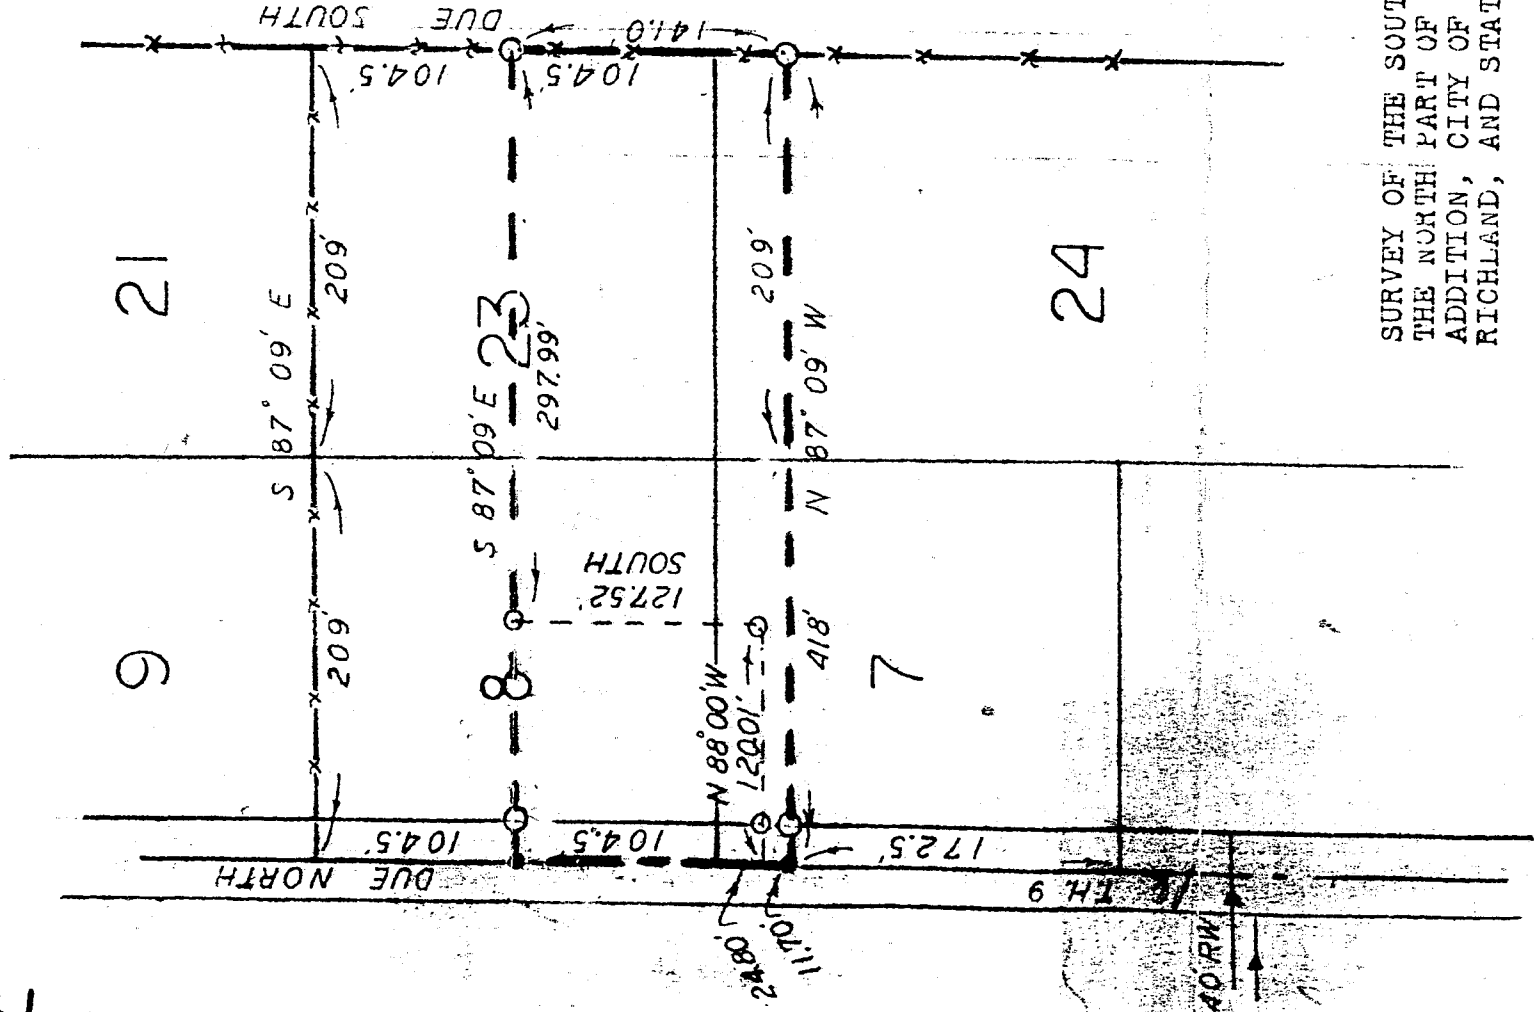 DUE SOUTH
104.5'
104.5'
141.0'
21
S 87° 09' E
209'
209'
9
S 87° 09' E
23
297.99'
8
127.52'
SOUTH
209'
N 87° 09' W
418'
24
7
N 88° 00' W
120.01'
104.5'
104.5'
172.5'
DUE NORTH
T.H. 9
24.80'
11.70'
40' RW
SURVEY OF THE SOUT
THE NORTH PART OF
ADDITION, CITY OF
RICHLAND, AND STAT